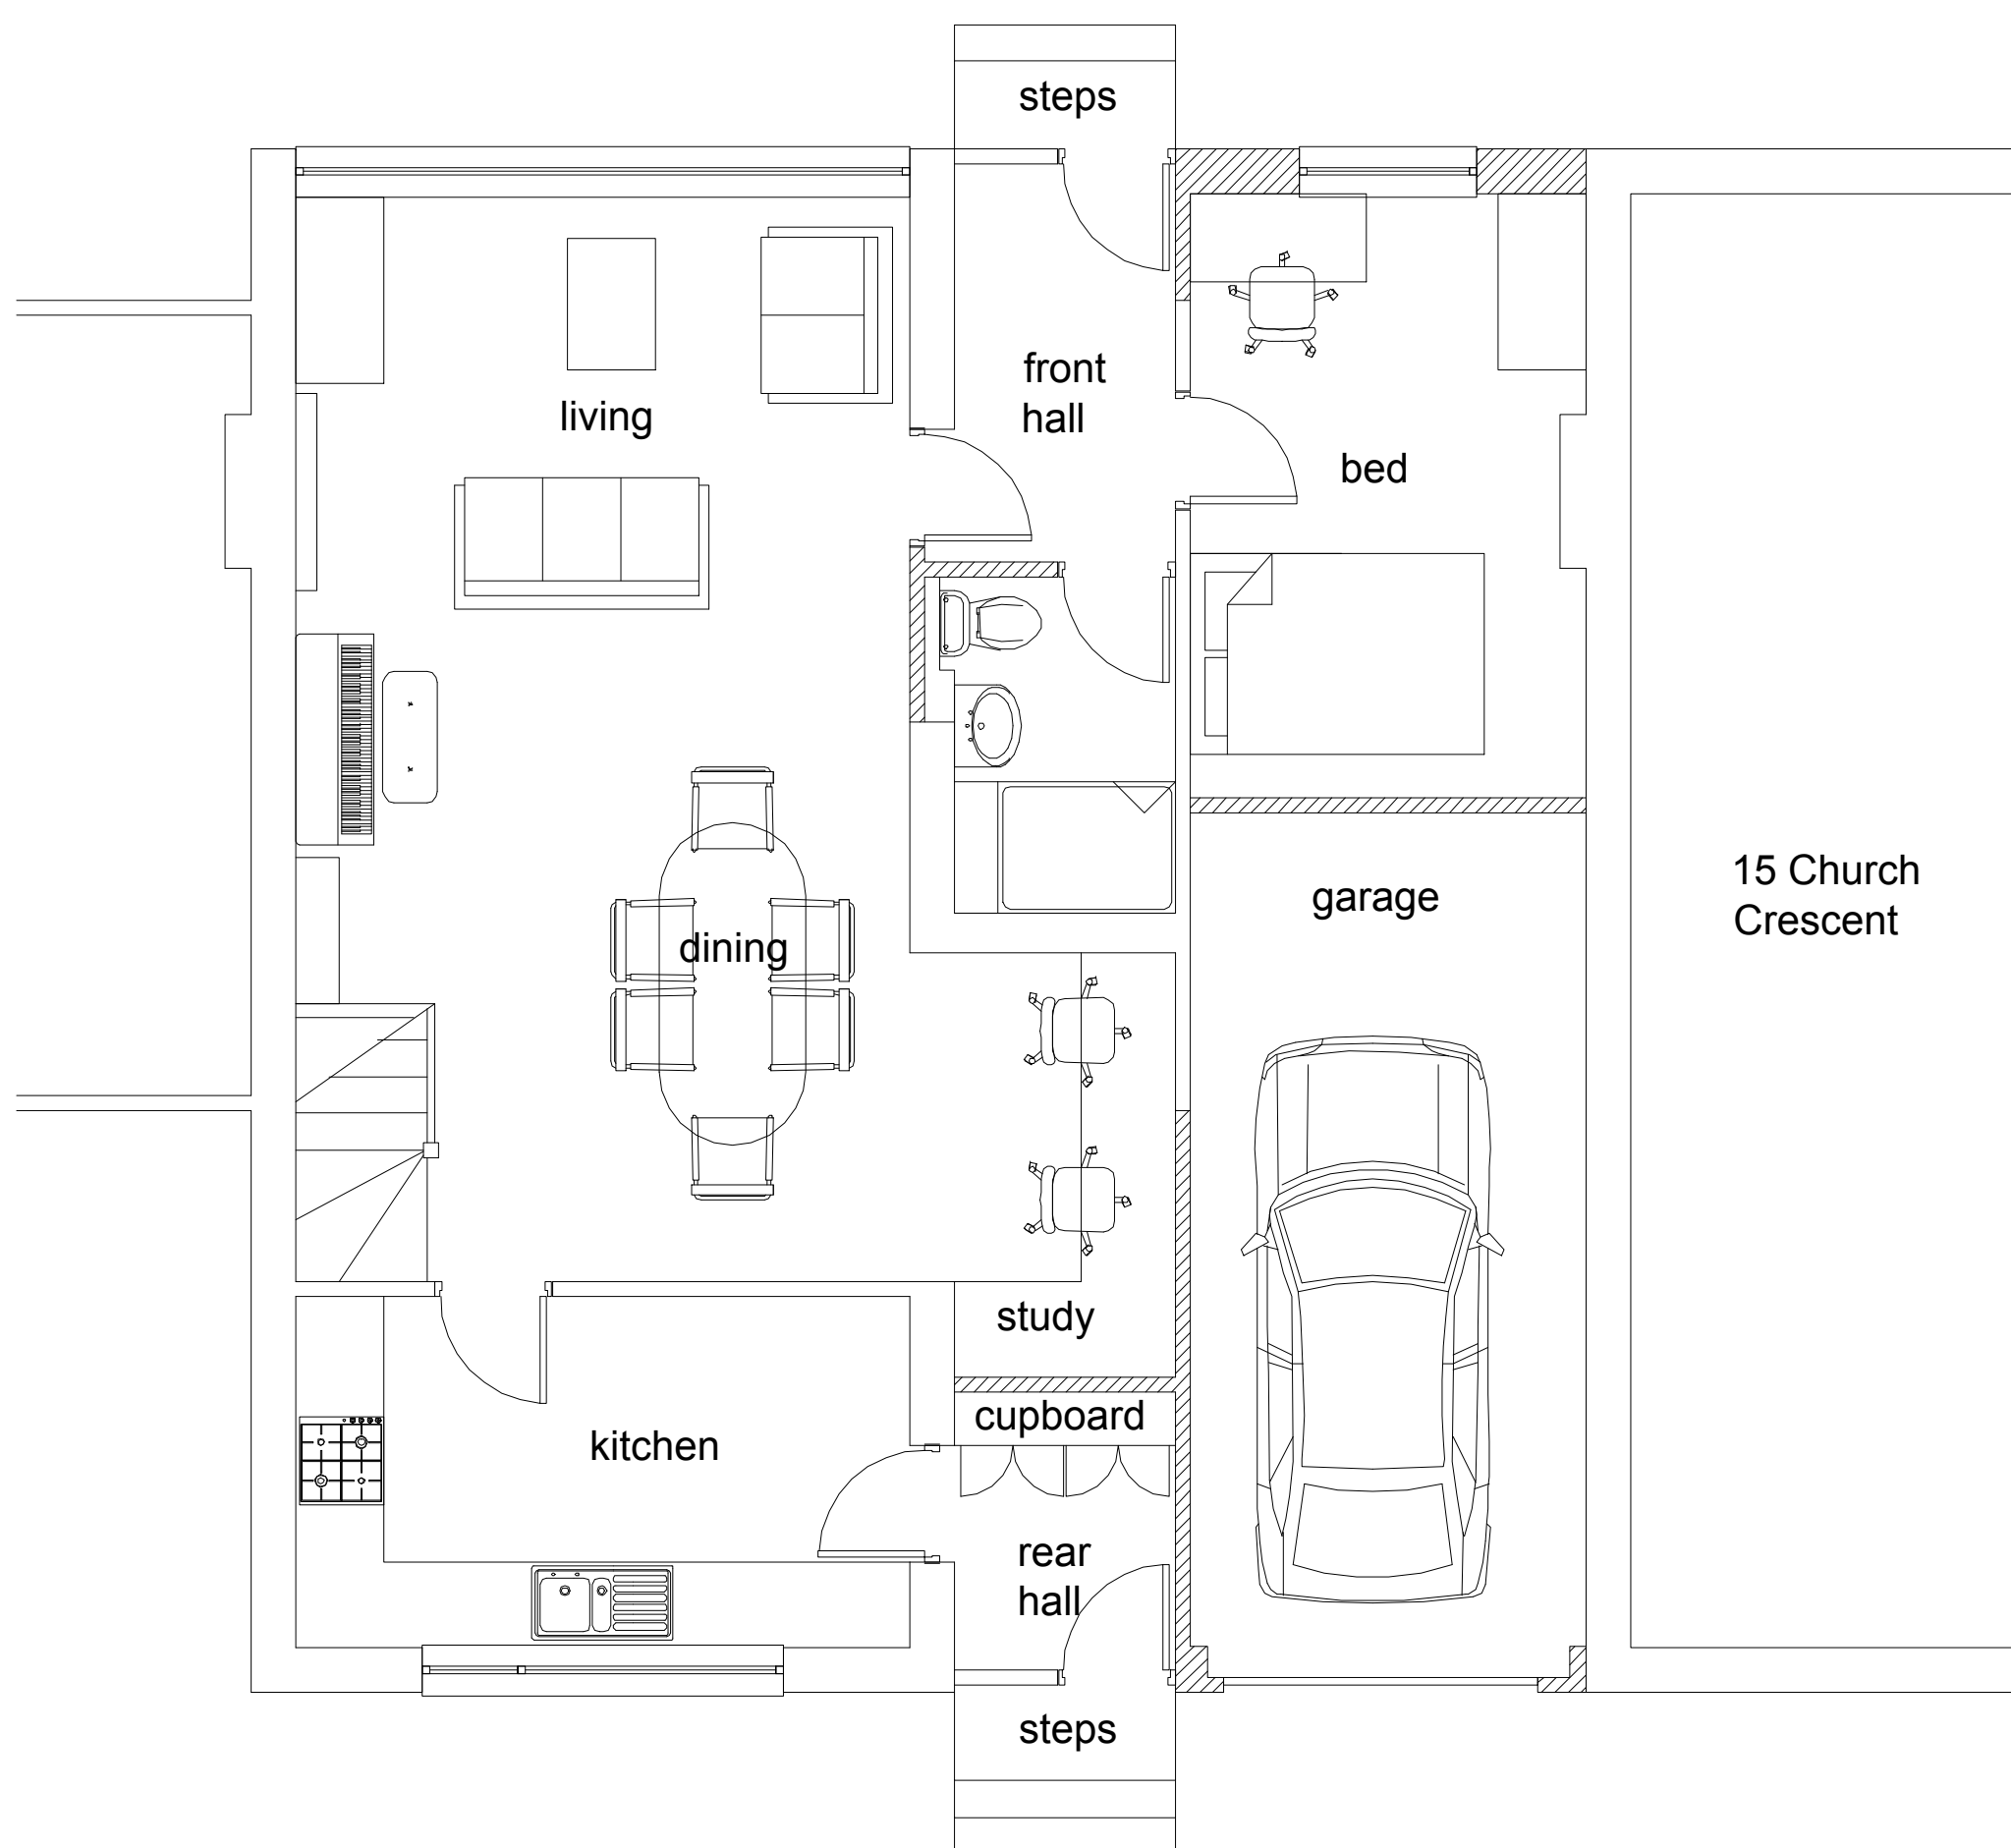 steps
front
hall
living
bed
15 Church
Crescent
garage
dining
study
cupboard
kitchen
rear
hall
steps